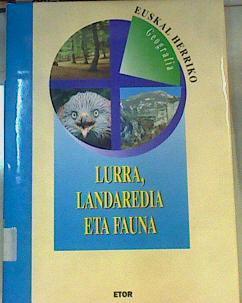 EUSKAL HERRIKO
Geografia
LURRA,
LANDAREDIA
ETA FAUNA
ETOR